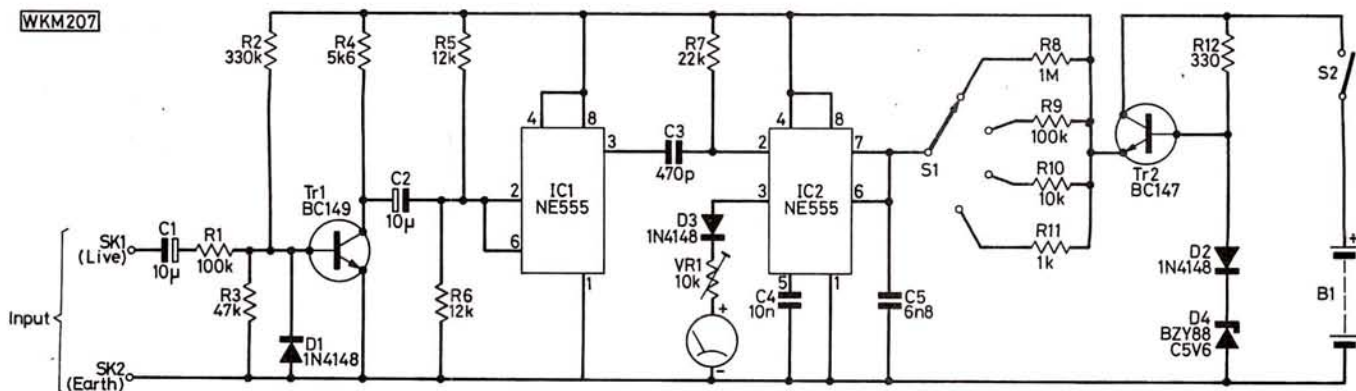 WKM207
R2
330k
R4
5k6
R5
12k
R7
22k
R8
1M
R12
330
S2
4
8
3
C3
470p
4
8
2
7
S1
R9
100k
Tr2
BC147
R10
10k
Tr1
BC149
C2
10μ
2
IC1
NE555
6
3
IC2
NE555
6
D3
1N4148
R11
1k
SK1
(Live)
C1
10μ
R1
100k
VR1
10k
D2
1N4148
+
B1
Input
R3
47k
R6
12k
1
5
1
C4
10n
C5
6n8
+
D1
1N4148
D4
BZY88
C5V6
-
SK2
(Earth)